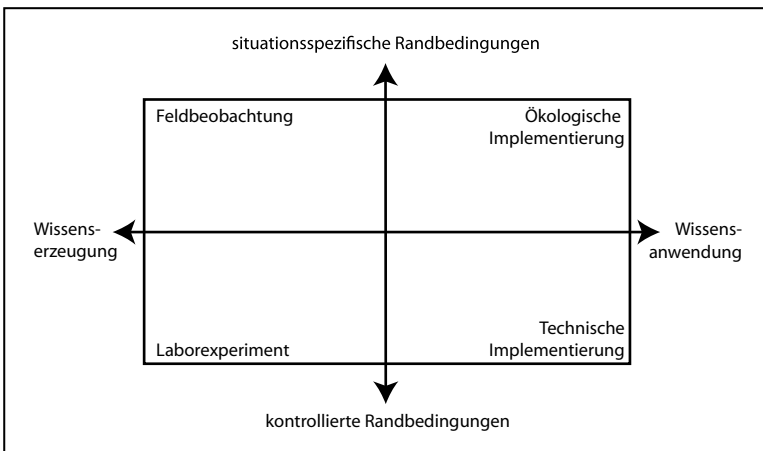 situationsspezifische Randbedingungen
Feldbeobachtung
Ökologische
Implementierung
Wissens-
erzeugung
Wissens-
anwendung
Laborexperiment
Technische
Implementierung
kontrollierte Randbedingungen